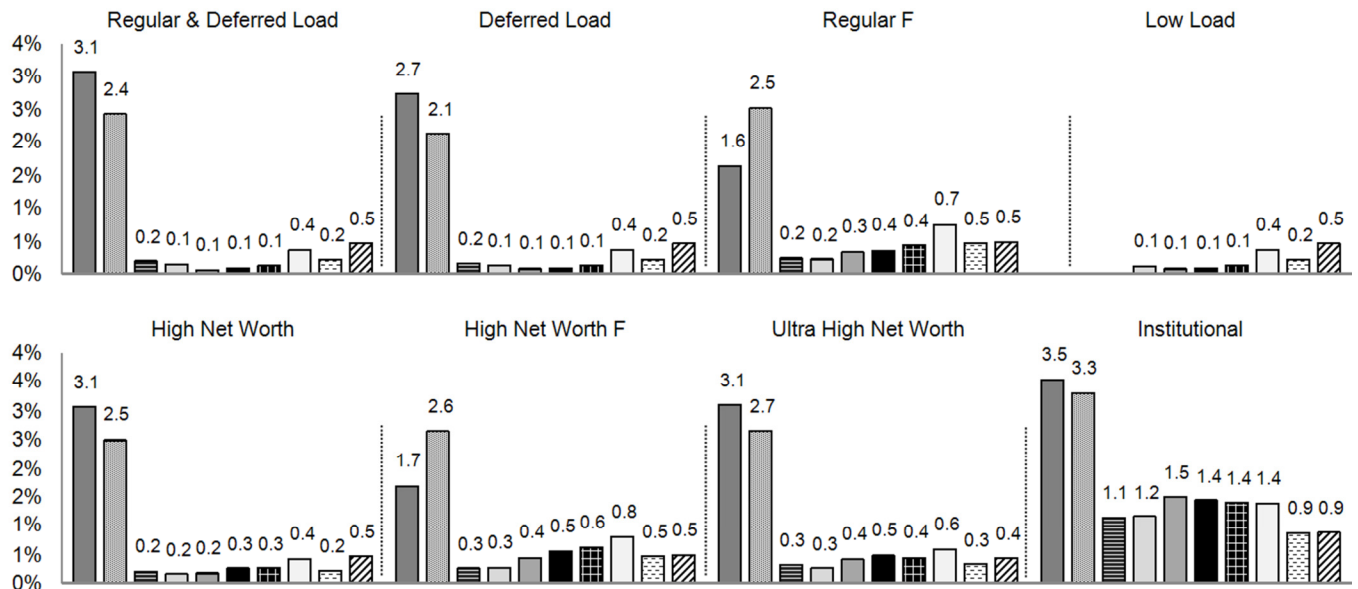 Regular & Deferred Load Deferred Load Regular F Low Load
4%
3%
3%
2%
2%
1%
1%
0%
3.1 2.4 0.2 0.1 0.1 0.1 0.1 0.4 0.2 0.5
2.7 2.1 0.2 0.1 0.1 0.1 0.1 0.4 0.2 0.5
1.6 2.5 0.2 0.2 0.3 0.4 0.4 0.7 0.5 0.5
0.1 0.1 0.1 0.1 0.4 0.2 0.5
High Net Worth High Net Worth F Ultra High Net Worth Institutional
4%
4%
3%
3%
2%
2%
1%
1%
0%
3.1 2.5 0.2 0.2 0.2 0.3 0.3 0.4 0.2 0.5
1.7 2.6 0.3 0.3 0.4 0.5 0.6 0.8 0.5 0.5
3.1 2.7 0.3 0.3 0.4 0.5 0.4 0.6 0.3 0.4
3.5 3.3 1.1 1.2 1.5 1.4 1.4 1.4 0.9 0.9